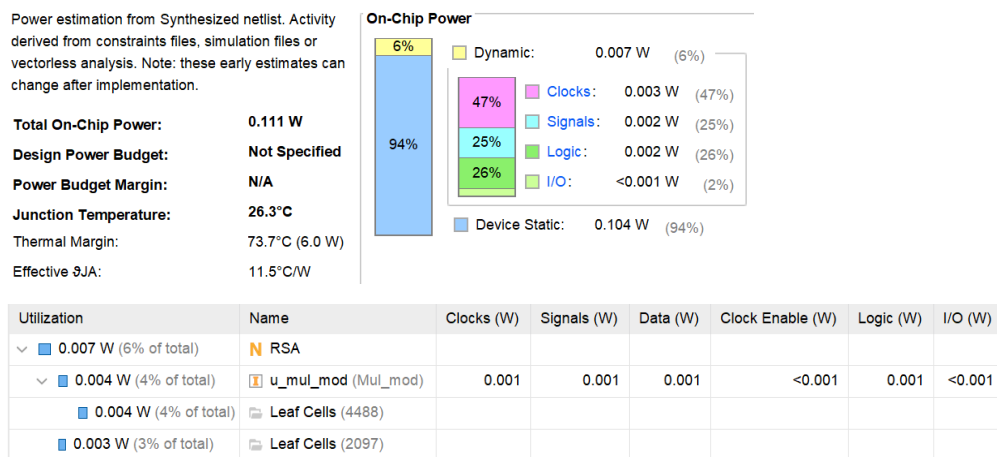 Power estimation from Synthesized netlist. Activity
derived from constraints files, simulation files or
vectorless analysis. Note: these early estimates can
change after implementation.
Total On-Chip Power: 0.111 W
Design Power Budget: Not Specified
Power Budget Margin: N/A
Junction Temperature: 26.3°C
Thermal Margin: 73.7°C (6.0 W)
Effective ϑJA: 11.5°C/W
On-Chip Power
6%
94%
Dynamic: 0.007 W (6%)
47%
25%
26%
Clocks: 0.003 W (47%)
Signals: 0.002 W (25%)
Logic: 0.002 W (26%)
I/O: <0.001 W (2%)
Device Static: 0.104 W (94%)
Utilization Name Clocks (W) Signals (W) Data (W) Clock Enable (W) Logic (W) I/O (W)
0.007 W (6% of total) N RSA
0.004 W (4% of total) I u_mul_mod (Mul_mod) 0.001 0.001 0.001 <0.001 0.001 <0.001
0.004 W (4% of total) Leaf Cells (4488)
0.003 W (3% of total) Leaf Cells (2097)